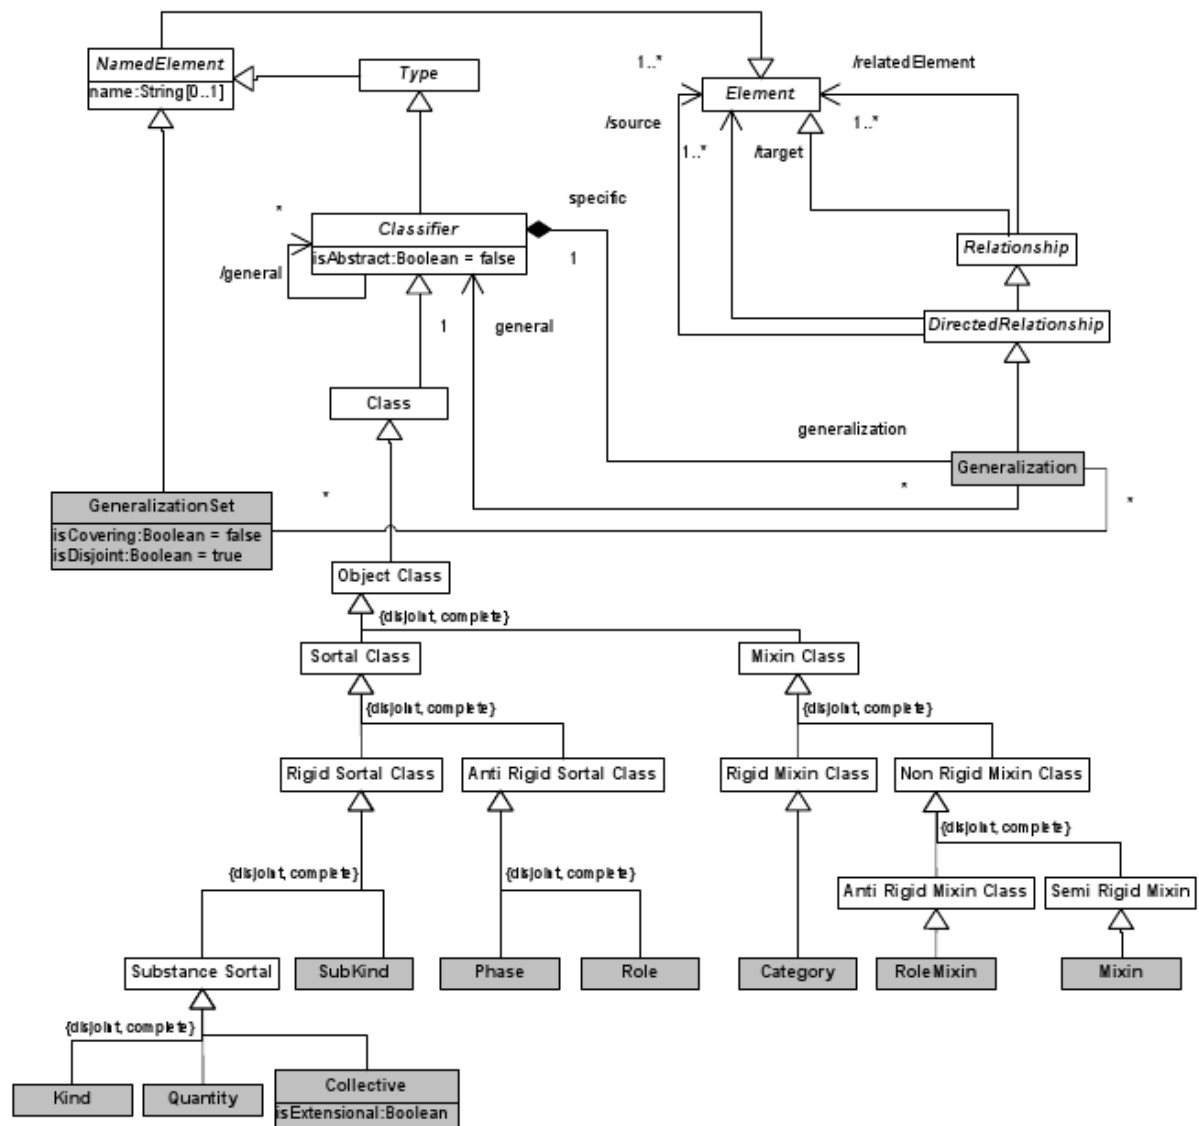 NamedElement
name:String[0..1]
Type
1..*
/relatedElement
Element
/source
1..*
1..*
/target
specific
*
Classifier
isAbstract:Boolean = false
1
/general
Relationship
1
general
DirectedRelationship
Class
generalization
Generalization
GeneralizationSet
isCovering:Boolean = false
isDisjoint:Boolean = true
*
*
*
Object Class
{disjoint, complete}
Sortal Class
Mixin Class
{disjoint, complete}
{disjoint, complete}
Rigid Sortal Class
Anti Rigid Sortal Class
Rigid Mixin Class
Non Rigid Mixin Class
{disjoint, complete}
{disjoint, complete}
{disjoint, complete}
Anti Rigid Mixin Class
Semi Rigid Mixin
Substance Sortal
SubKind
Phase
Role
Category
RoleMixin
Mixin
{disjoint, complete}
Kind
Quantity
Collective
isExtensional:Boolean